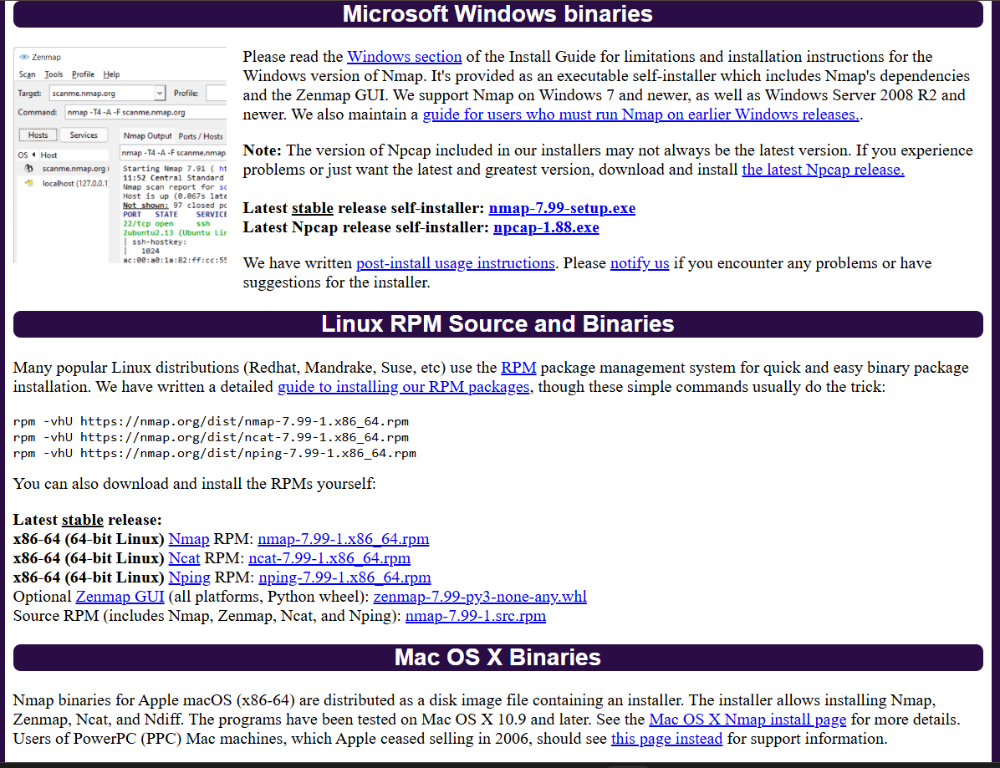 Microsoft Windows binaries
Zenmap
Scan Tools Profile Help
Target: scanme.nmap.org Profile:
Command: nmap -T4 -A -F scanme.nmap.org
Hosts Services Nmap Output Ports / Hosts
OS Host nmap -T4 -A -F scanme.nmap.
scanme.nmap.org
localhost (127.0.0.1
Starting Nmap 7.91 ( ht
11:52 Central Standard
Nmap scan report for sc
Host is up (0.067s late
Not shown: 97 closed po
PORT STATE SERVICE
22/tcp open ssh
2ubuntu2.13 (Ubuntu Lir
| ssh-hostkey:
| 1024
ac:00:a0:1a:82:ff:cc:55
Please read the Windows section of the Install Guide for limitations and installation instructions for the
Windows version of Nmap. It's provided as an executable self-installer which includes Nmap's dependencies
and the Zenmap GUI. We support Nmap on Windows 7 and newer, as well as Windows Server 2008 R2 and
newer. We also maintain a guide for users who must run Nmap on earlier Windows releases..
Note: The version of Npcap included in our installers may not always be the latest version. If you experience
problems or just want the latest and greatest version, download and install the latest Npcap release.
Latest stable release self-installer: nmap-7.99-setup.exe
Latest Npcap release self-installer: npcap-1.88.exe
We have written post-install usage instructions. Please notify us if you encounter any problems or have
suggestions for the installer.
Linux RPM Source and Binaries
Many popular Linux distributions (Redhat, Mandrake, Suse, etc) use the RPM package management system for quick and easy binary package
installation. We have written a detailed guide to installing our RPM packages, though these simple commands usually do the trick:
rpm -vhU https://nmap.org/dist/nmap-7.99-1.x86_64.rpm
rpm -vhU https://nmap.org/dist/ncat-7.99-1.x86_64.rpm
rpm -vhU https://nmap.org/dist/nping-7.99-1.x86_64.rpm
You can also download and install the RPMs yourself:
Latest stable release:
x86-64 (64-bit Linux) Nmap RPM: nmap-7.99-1.x86_64.rpm
x86-64 (64-bit Linux) Ncat RPM: ncat-7.99-1.x86_64.rpm
x86-64 (64-bit Linux) Nping RPM: nping-7.99-1.x86_64.rpm
Optional Zenmap GUI (all platforms, Python wheel): zenmap-7.99-py3-none-any.whl
Source RPM (includes Nmap, Zenmap, Ncat, and Nping): nmap-7.99-1.src.rpm
Mac OS X Binaries
Nmap binaries for Apple macOS (x86-64) are distributed as a disk image file containing an installer. The installer allows installing Nmap,
Zenmap, Ncat, and Ndiff. The programs have been tested on Mac OS X 10.9 and later. See the Mac OS X Nmap install page for more details.
Users of PowerPC (PPC) Mac machines, which Apple ceased selling in 2006, should see this page instead for support information.